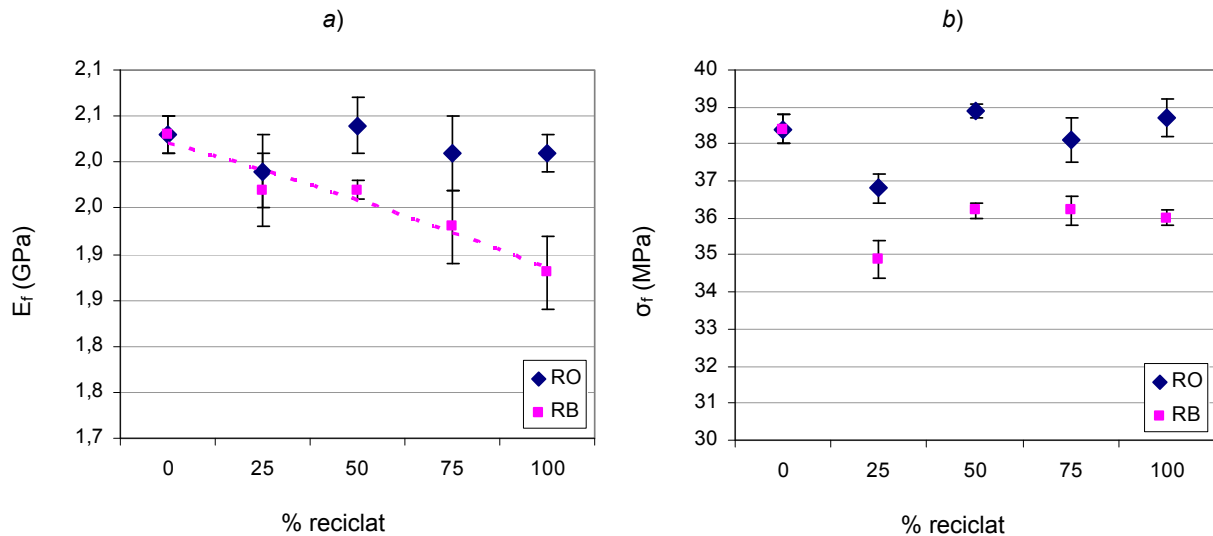 a)
E_f (GPa)
2,1
2,1
2,0
2,0
1,9
1,9
1,8
1,8
1,7
0 25 50 75 100
% reciclat
RO
RB
b)
σ_f (MPa)
40
39
38
37
36
35
34
33
32
31
30
0 25 50 75 100
% reciclat
RO
RB